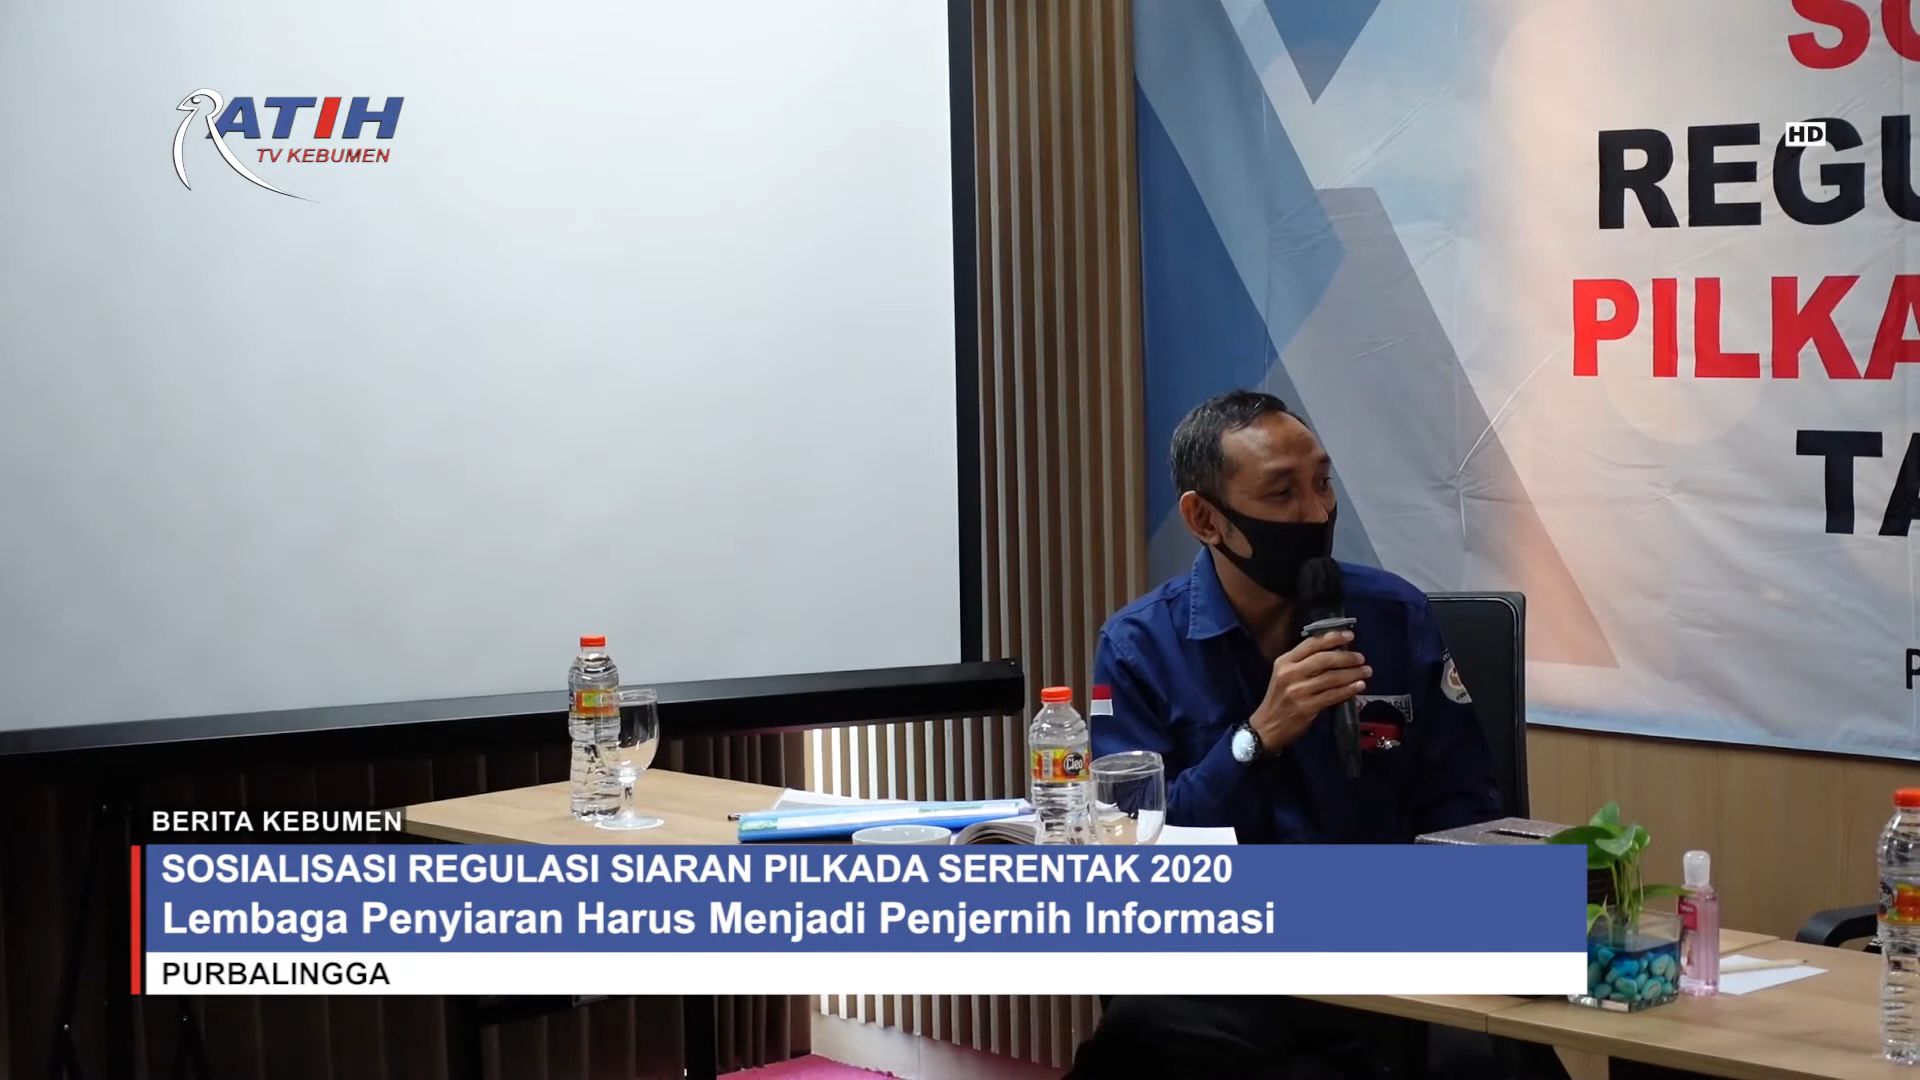 RATIH
TV KEBUMEN
HD
REGU
PILKA
TA
Cleo
BERITA KEBUMEN
SOSIALISASI REGULASI SIARAN PILKADA SERENTAK 2020
Lembaga Penyiaran Harus Menjadi Penjernih Informasi
PURBALINGGA